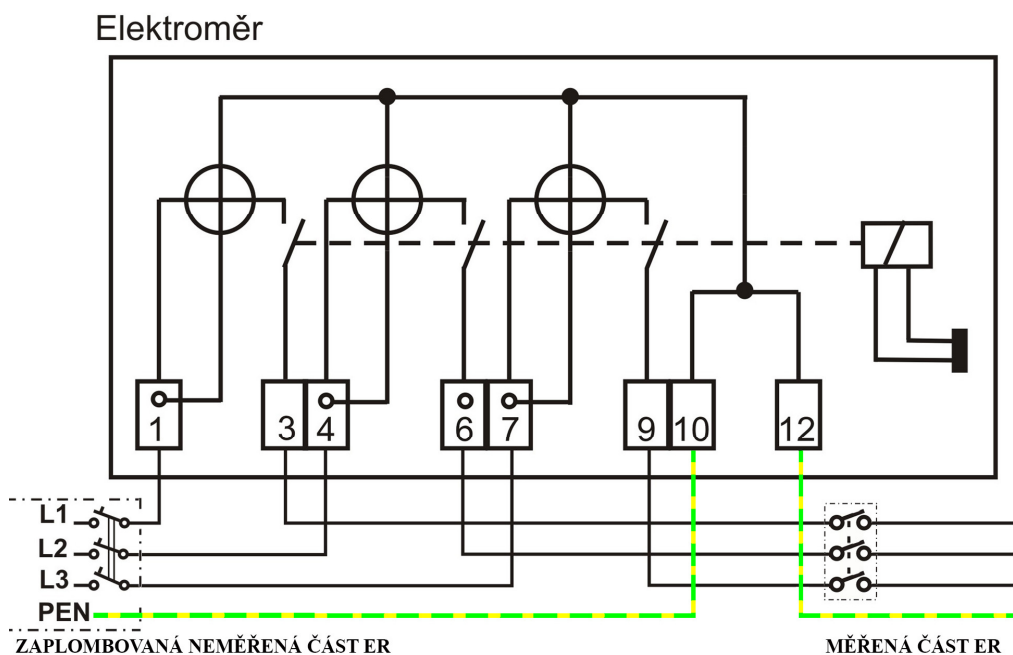 Elektroměr
1 3 4 6 7 9 10 12
L1
L2
L3
PEN
ZAPLOMBOVANÁ NEMĚŘENÁ ČÁST ER
MĚŘENÁ ČÁST ER